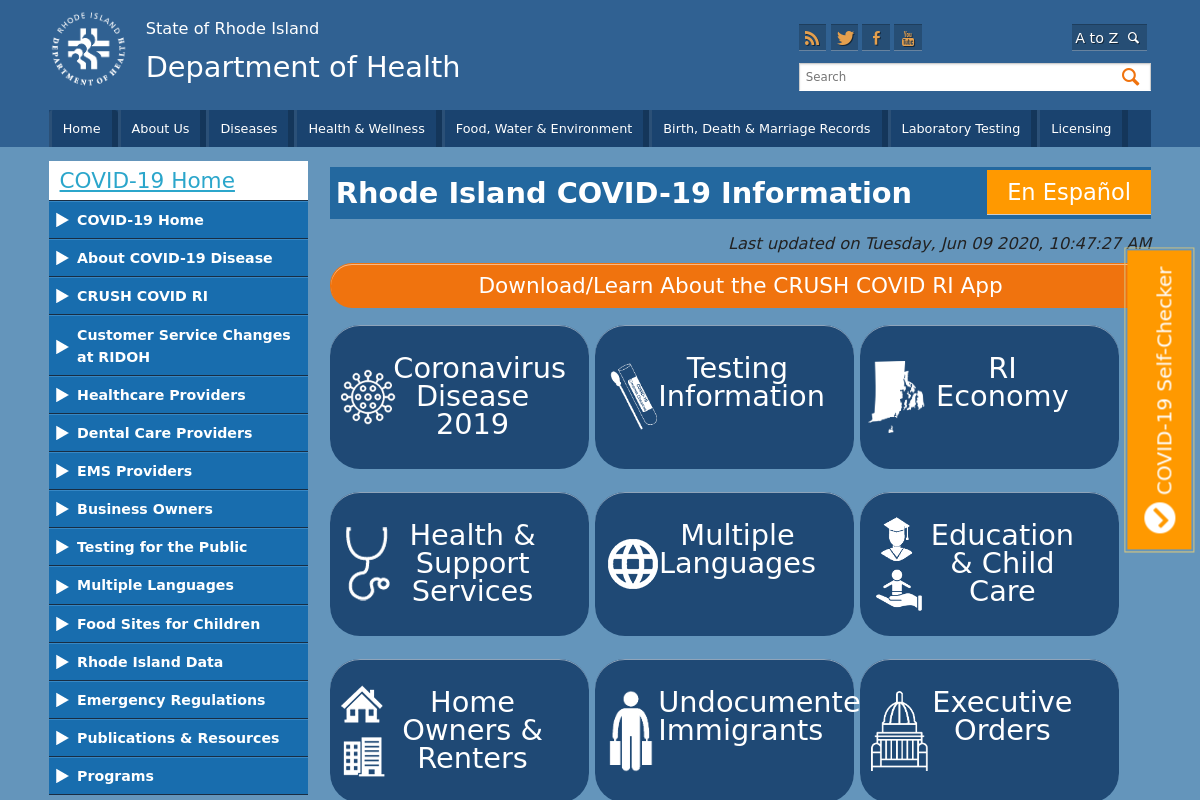 RHODE ISLAND
DEPARTMENT OF HEALTH
State of Rhode Island
Department of Health
A to Z
Search
Home
About Us
Diseases
Health & Wellness
Food, Water & Environment
Birth, Death & Marriage Records
Laboratory Testing
Licensing
COVID-19 Home
COVID-19 Home
About COVID-19 Disease
CRUSH COVID RI
Customer Service Changes
at RIDOH
Healthcare Providers
Dental Care Providers
EMS Providers
Business Owners
Testing for the Public
Multiple Languages
Food Sites for Children
Rhode Island Data
Emergency Regulations
Publications & Resources
Programs
Rhode Island COVID-19 Information
En Español
Last updated on Tuesday, Jun 09 2020, 10:47:27 AM
Download/Learn About the CRUSH COVID RI App
Coronavirus
Disease
2019
Testing
Information
RI
Economy
Health &
Support
Services
Multiple
Languages
Education
& Child
Care
Home
Owners &
Renters
Undocumente
Immigrants
Executive
Orders
COVID-19 Self-Checker